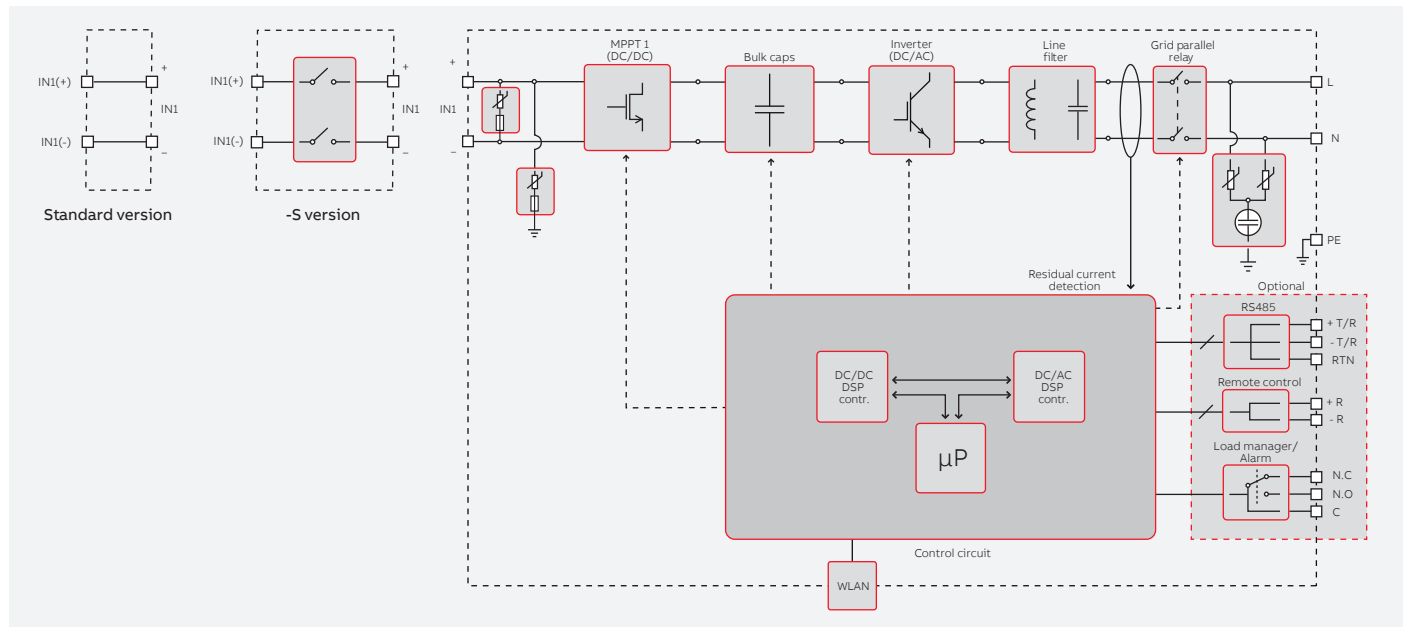 IN1(+)
+
IN1
IN1(-)
_
Standard version
IN1(+)
+
IN1
IN1(-)
_
-S version
+
IN1
_
MPPT 1
(DC/DC)
Bulk caps
Inverter
(DC/AC)
Line
filter
Grid parallel
relay
L
N
PE
Residual current
detection
Optional
RS485
+ T/R
- T/R
RTN
Remote control
+ R
- R
Load manager/
Alarm
N.C
N.O
C
DC/DC
DSP
contr.
DC/AC
DSP
contr.
µP
Control circuit
WLAN